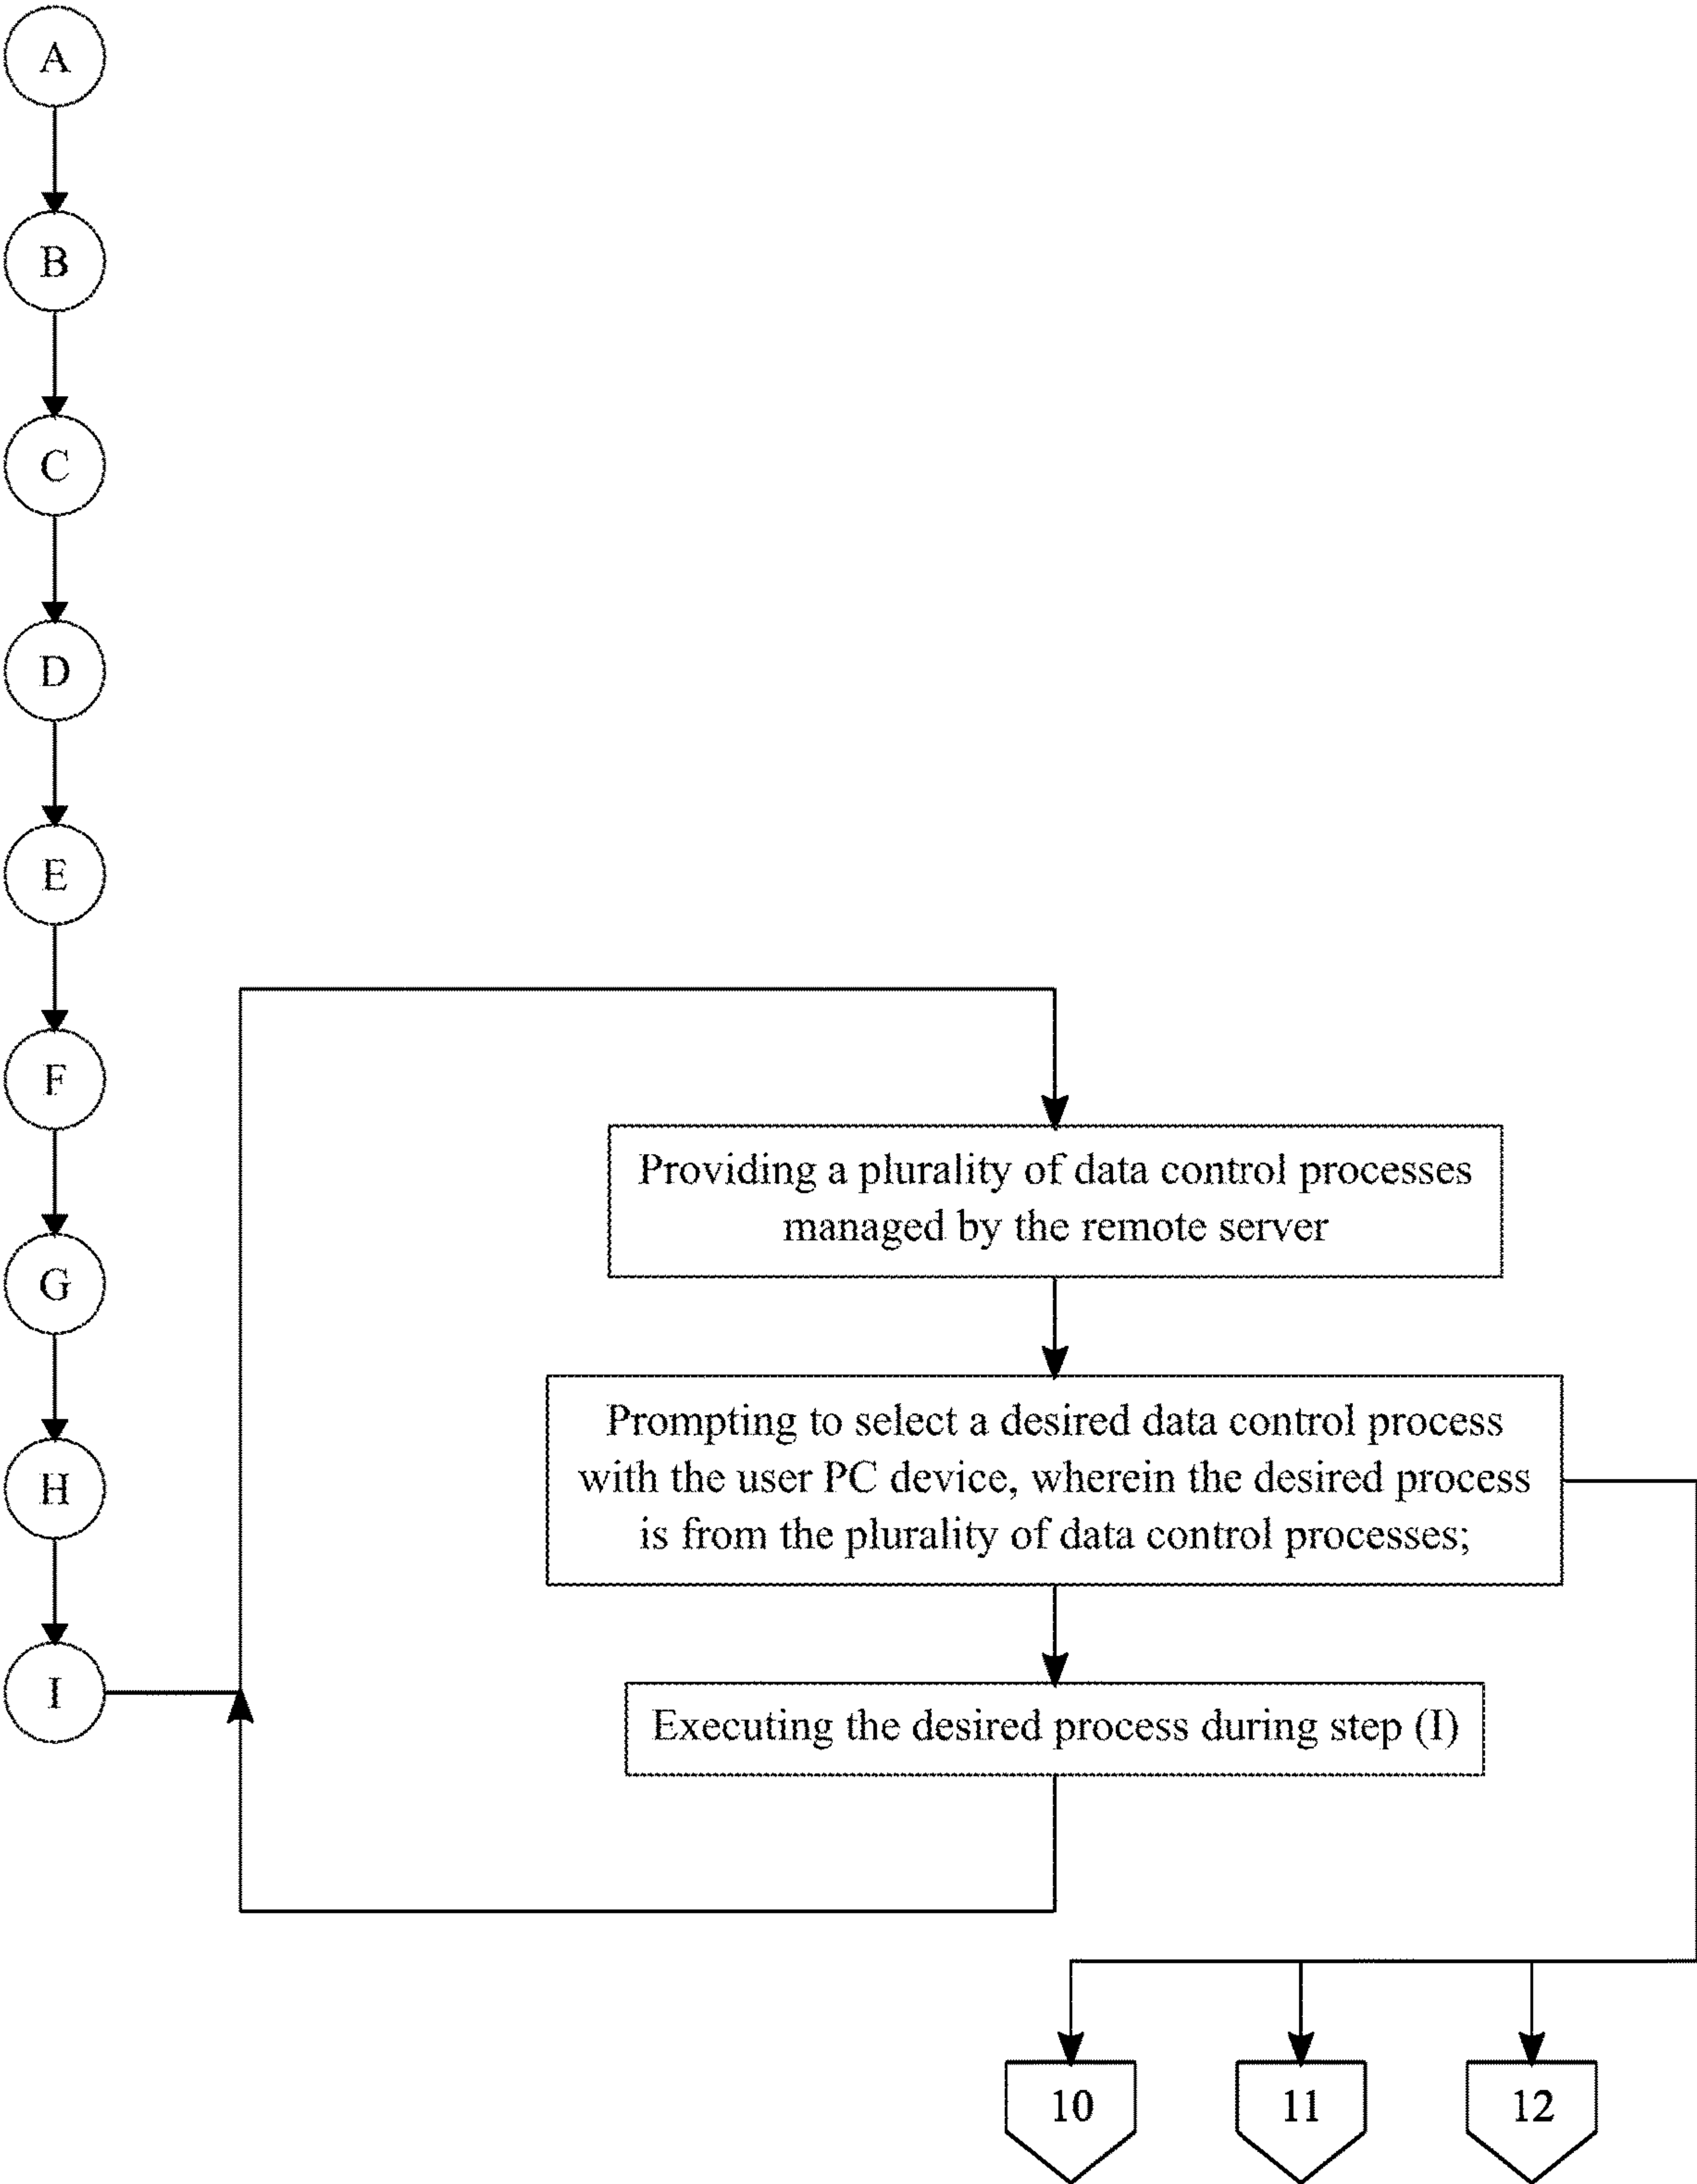 A
B
C
D
E
F
G
H
I
Providing a plurality of data control processes
managed by the remote server
Prompting to select a desired data control process
with the user PC device, wherein the desired process
is from the plurality of data control processes;
Executing the desired process during step (I)
10
11
12